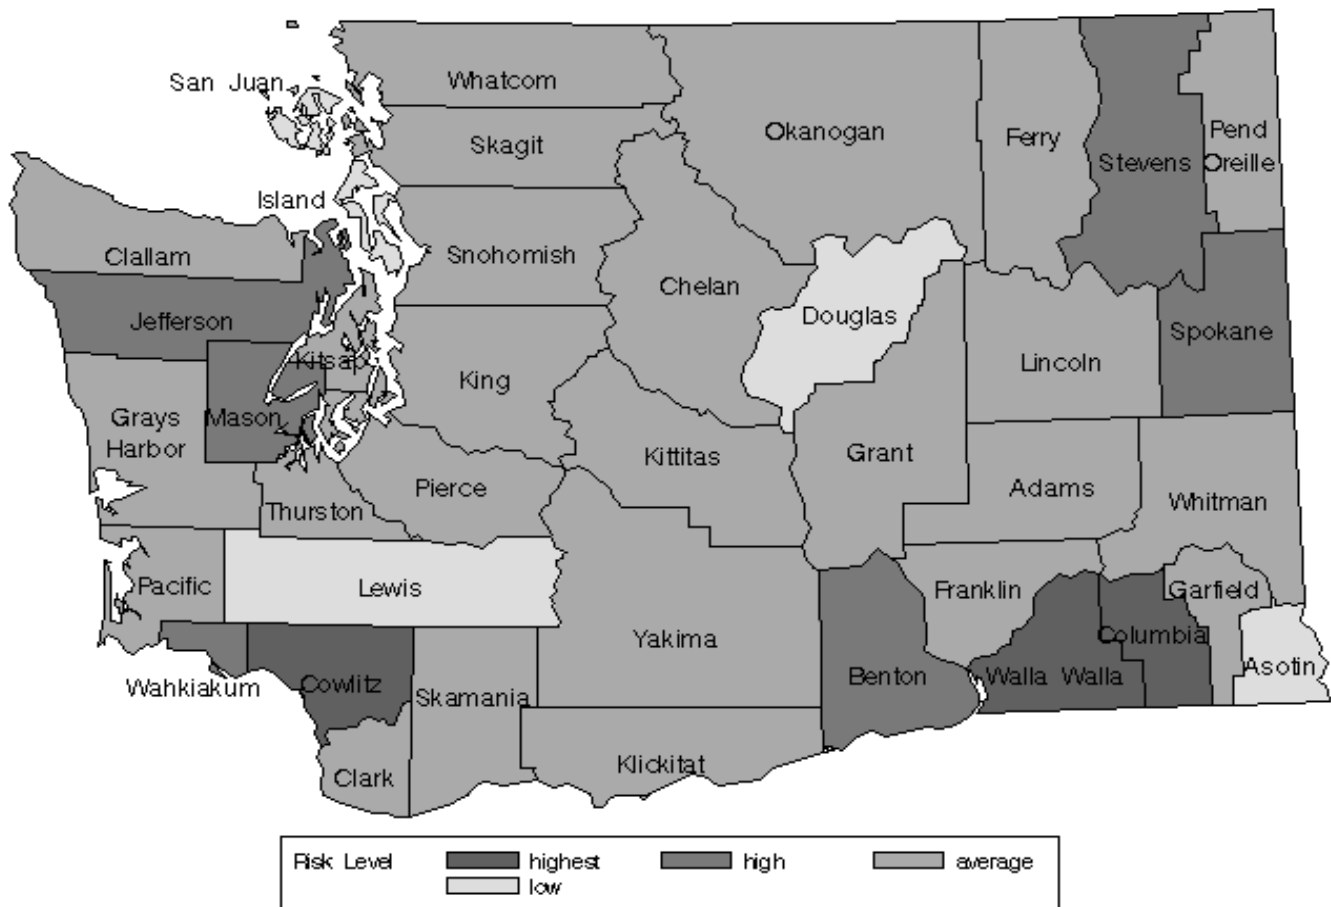 San Juan
Whatcom
Okanogan
Ferry
Pend
Oreille
Stevens
Skagit
Island
Clallam
Snohomish
Chelan
Douglas
Jefferson
Spokane
Kitsap
King
Lincoln
Grays
Harbor
Mason
Kittitas
Grant
Pierce
Adams
Whitman
Thurston
Pacific
Lewis
Franklin
Garfield
Yakima
Columbia
Wahkiakum
Cowlitz
Skamania
Benton
Walla Walla
Asotin
Clark
Klickitat
Risk Level highest high average
low